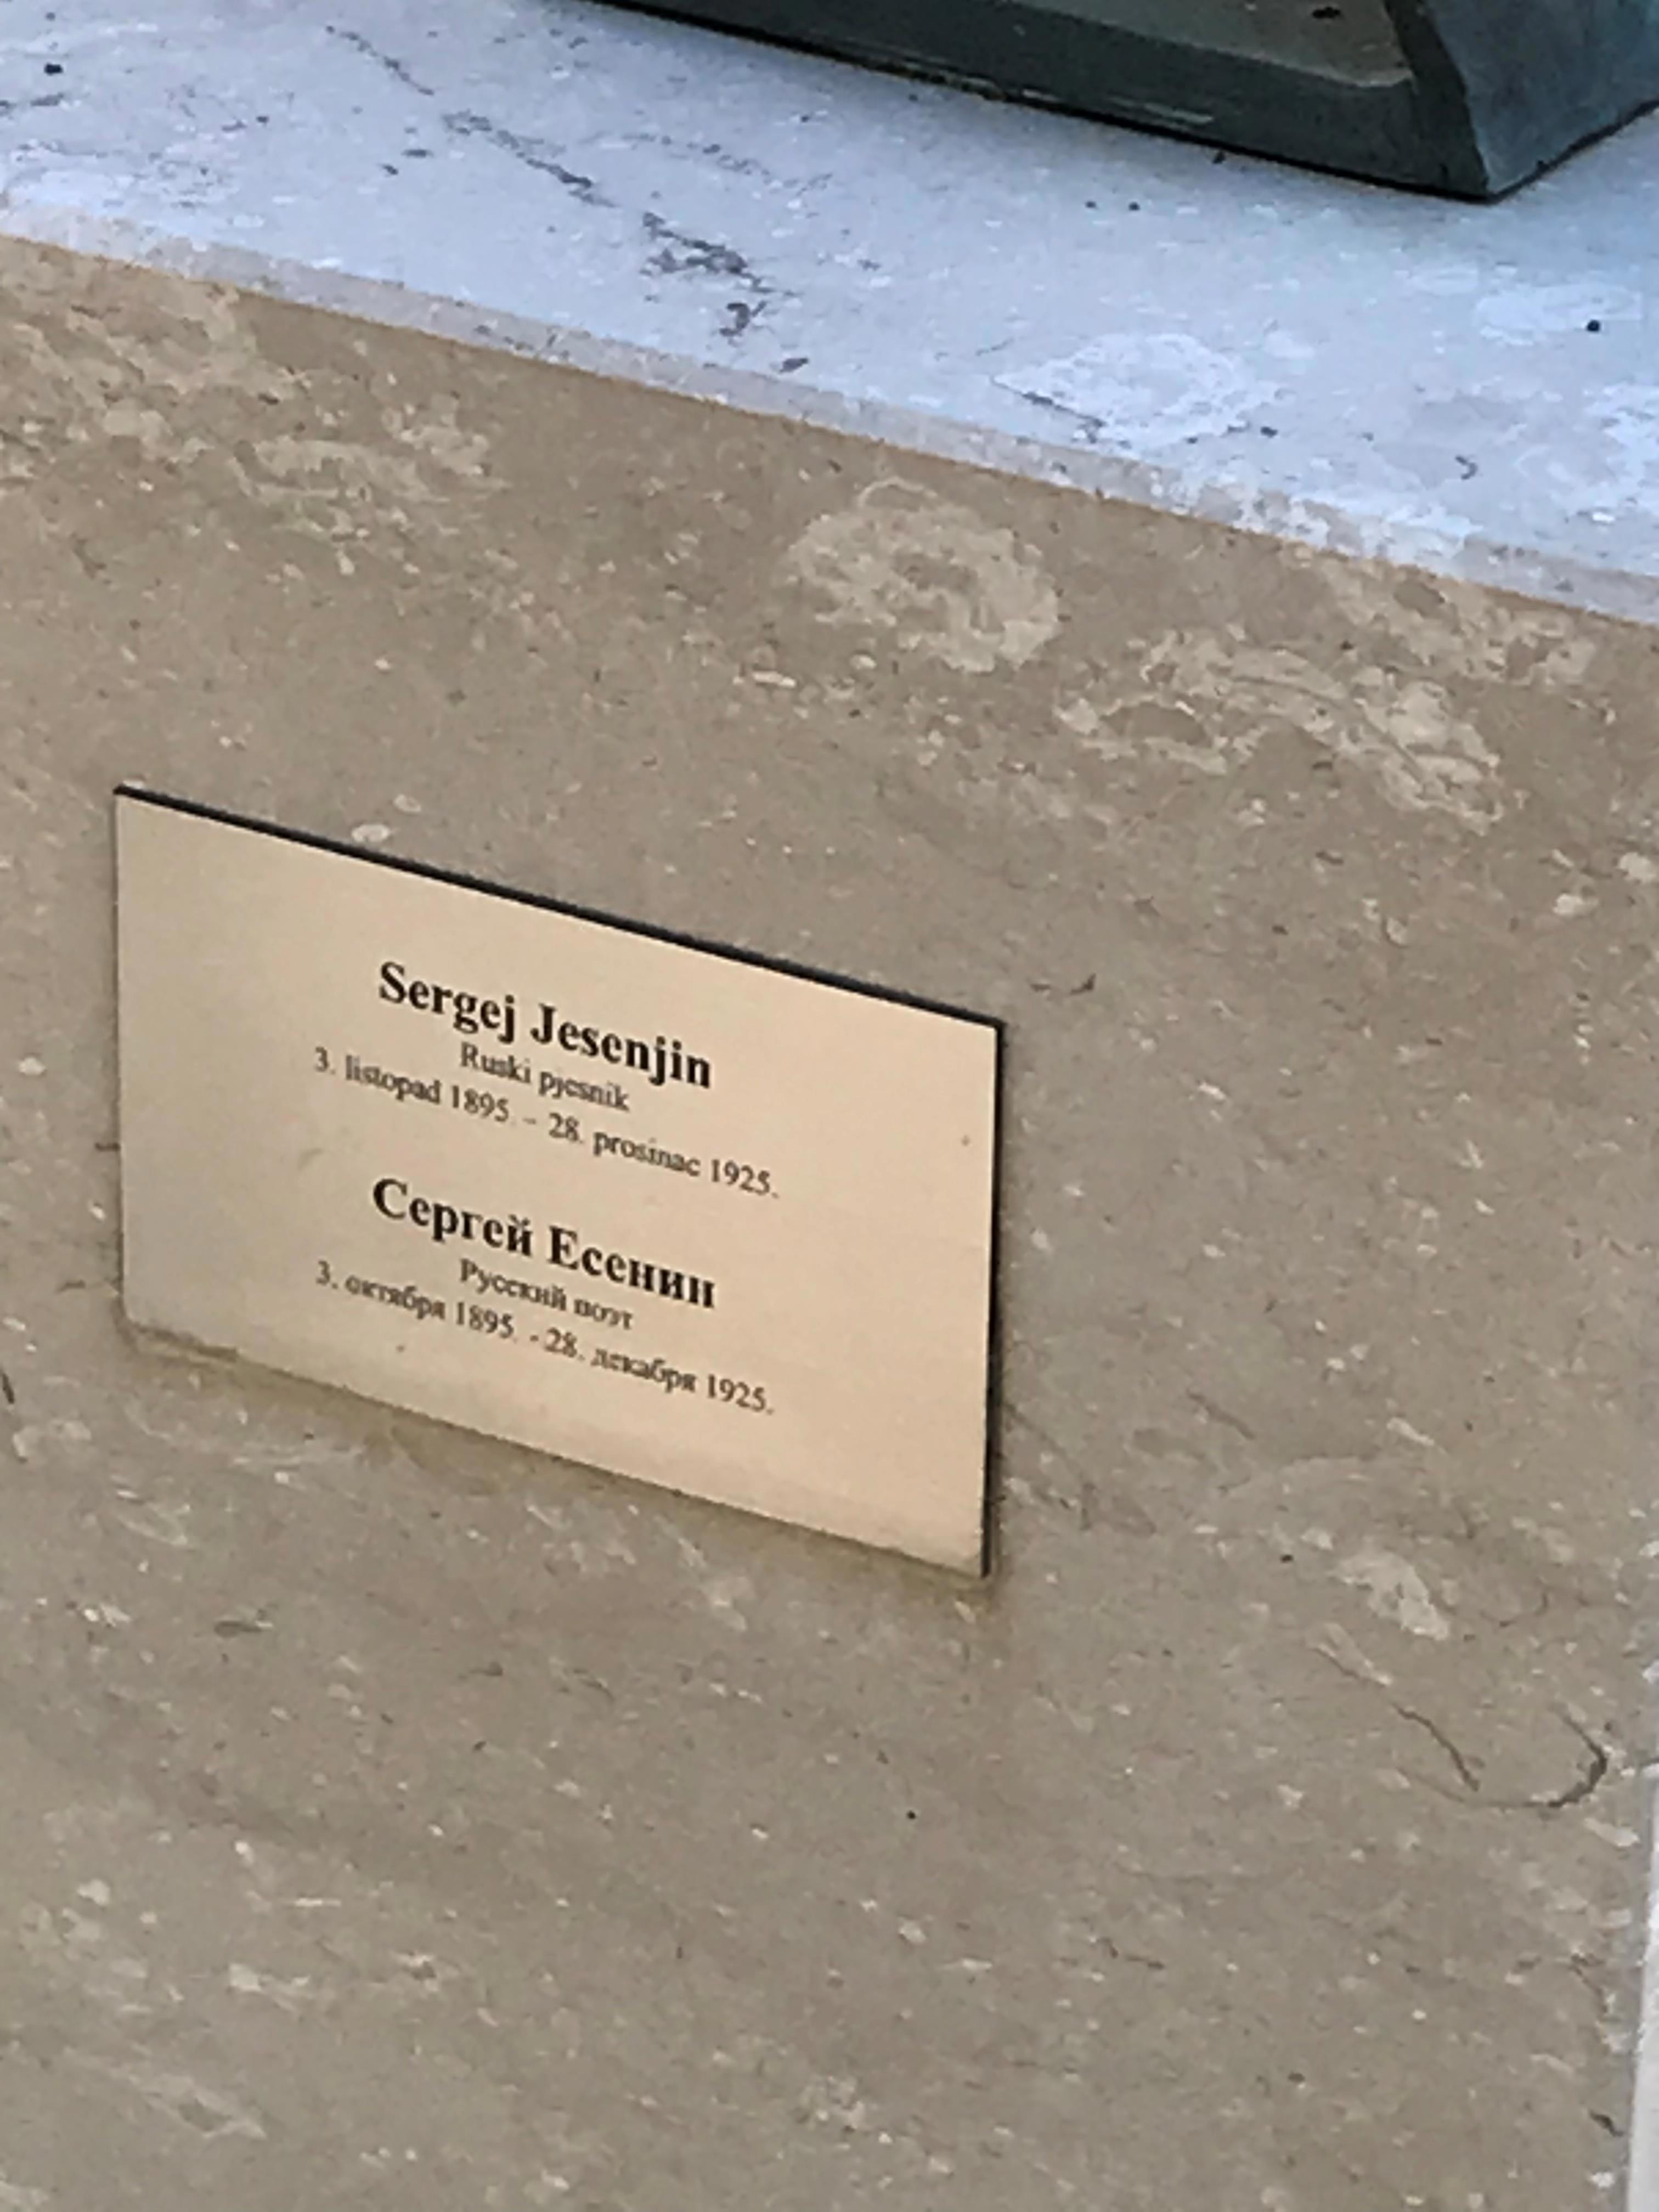 Sergej Jesenjin
Ruski pjesnik
3. listopad 1895. – 28. prosinac 1925.
Сергей Есенин
Русский поэт
3. октября 1895. - 28. декабря 1925.